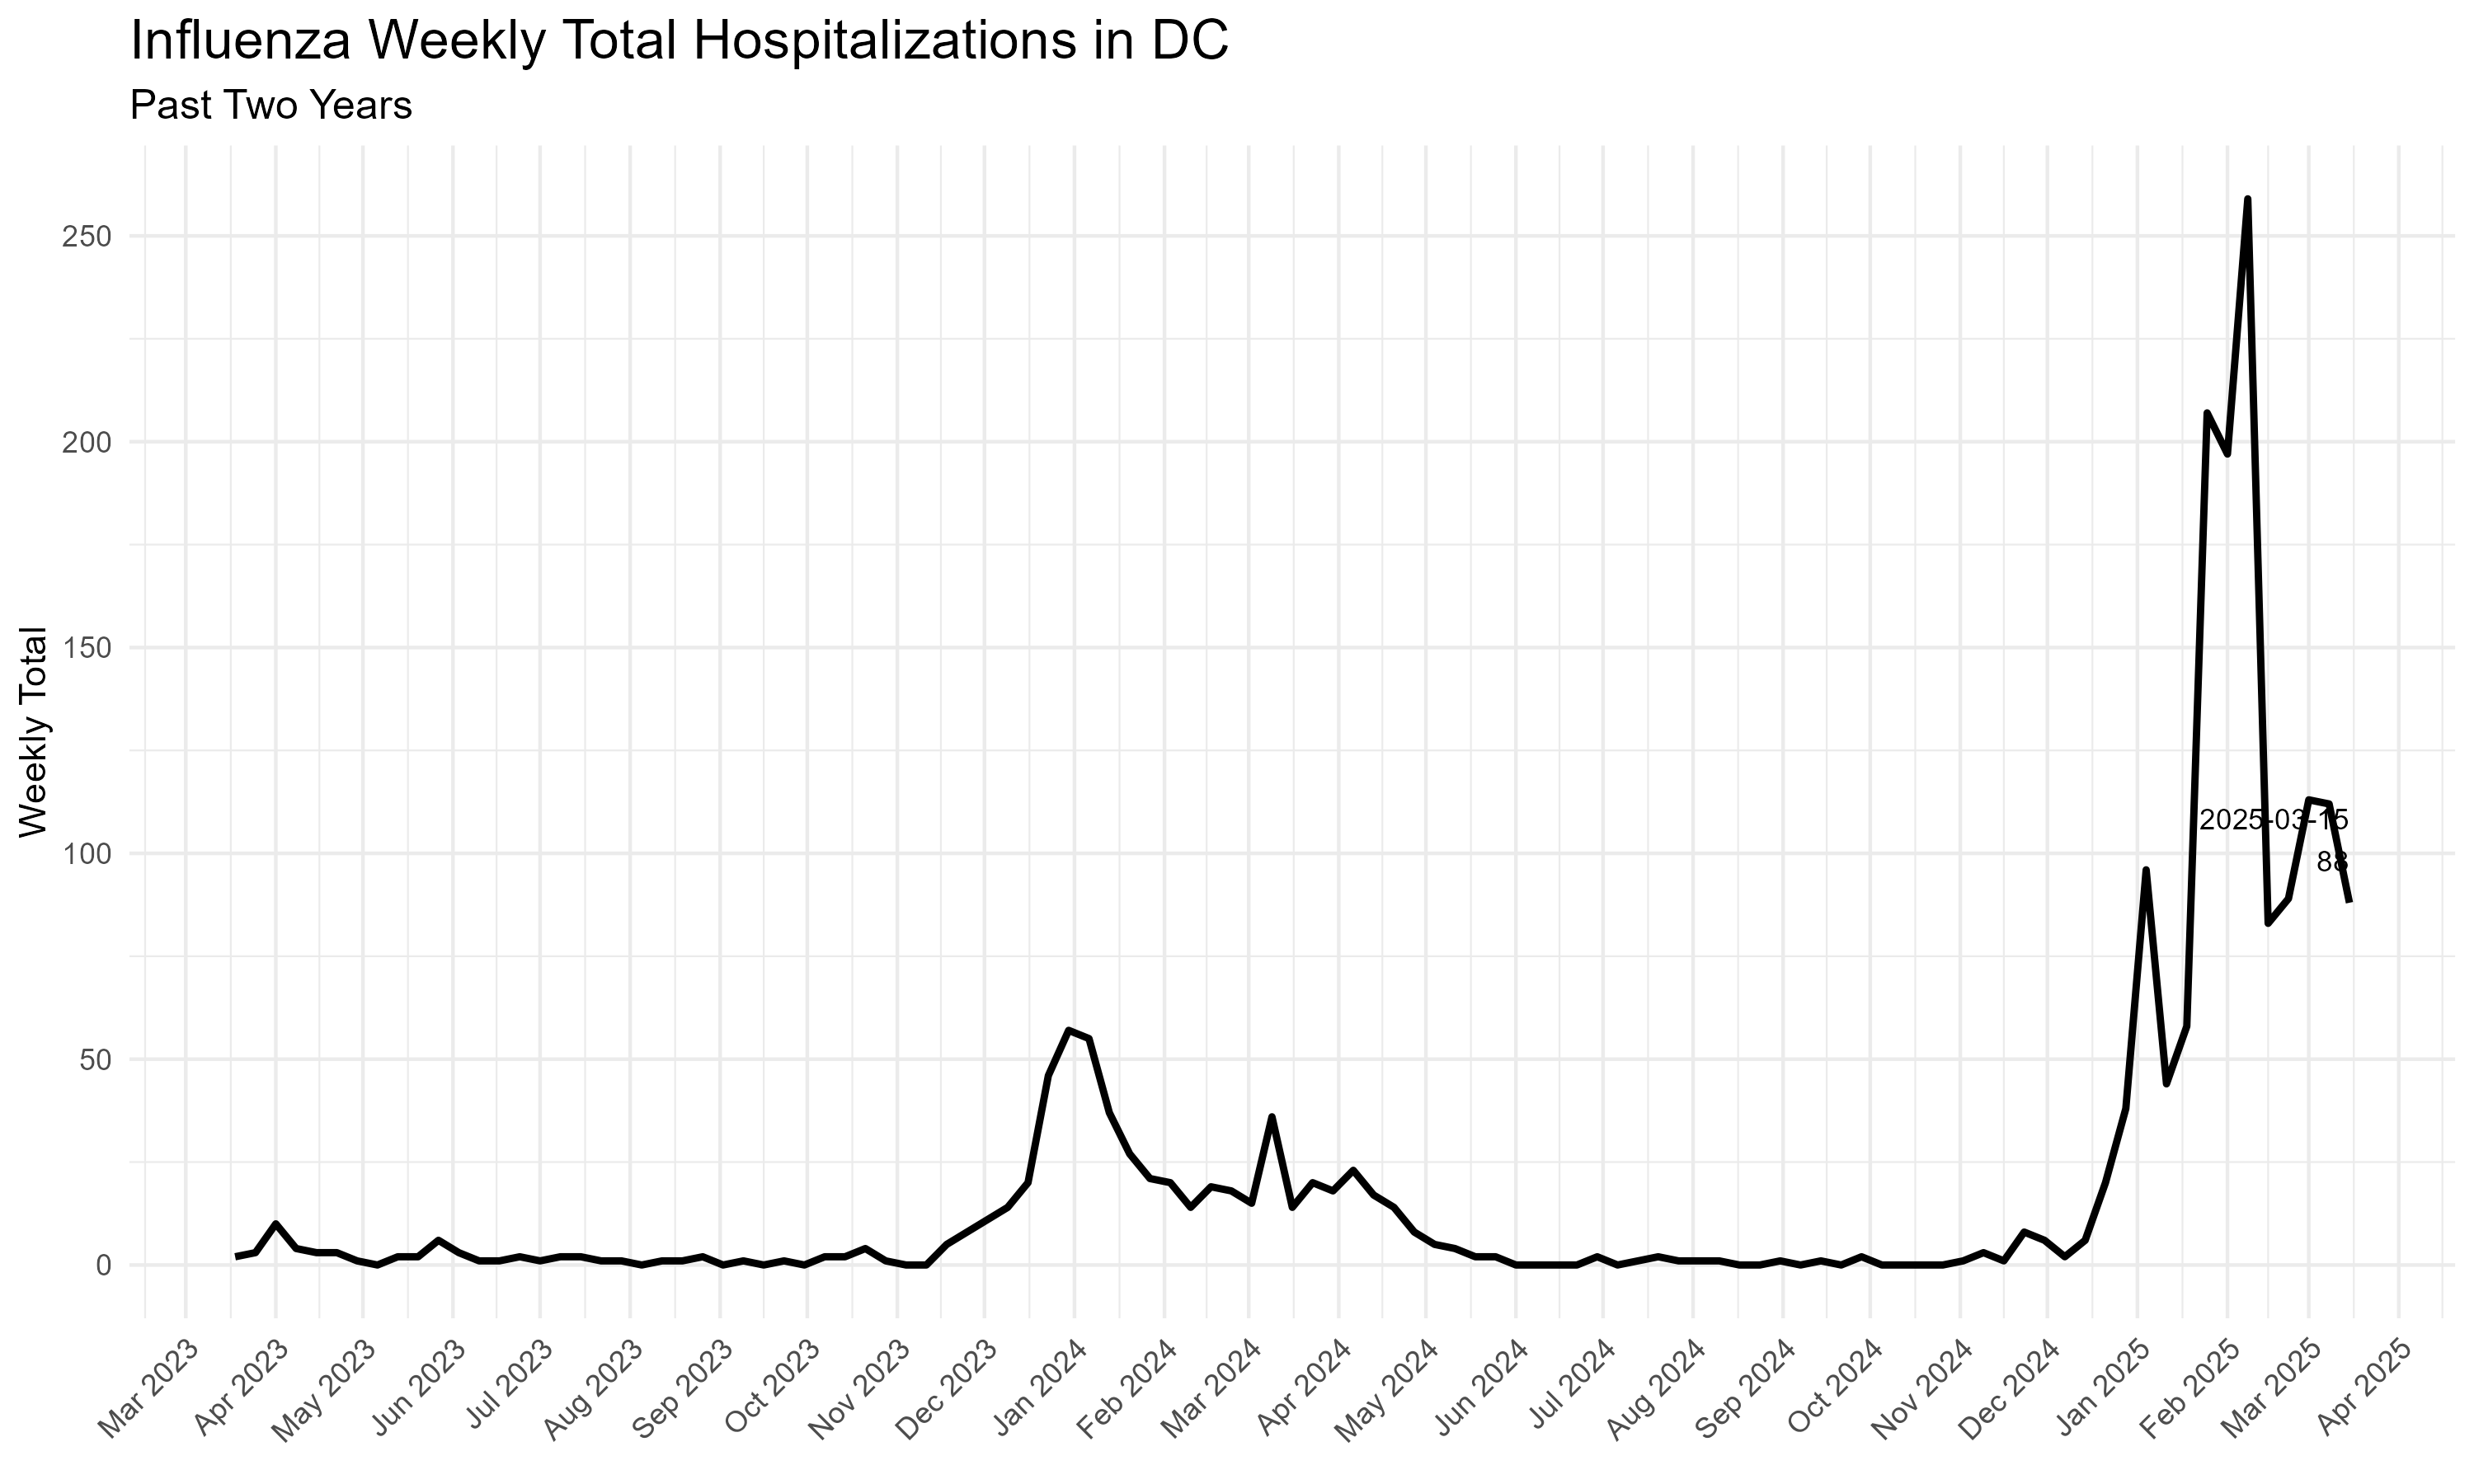 Influenza Weekly Total Hospitalizations in DC
Past Two Years
Weekly Total
250
200
150
100
50
0
2025-03-15
88
Mar 2023
Apr 2023
May 2023
Jun 2023
Jul 2023
Aug 2023
Sep 2023
Oct 2023
Nov 2023
Dec 2023
Jan 2024
Feb 2024
Mar 2024
Apr 2024
May 2024
Jun 2024
Jul 2024
Aug 2024
Sep 2024
Oct 2024
Nov 2024
Dec 2024
Jan 2025
Feb 2025
Mar 2025
Apr 2025